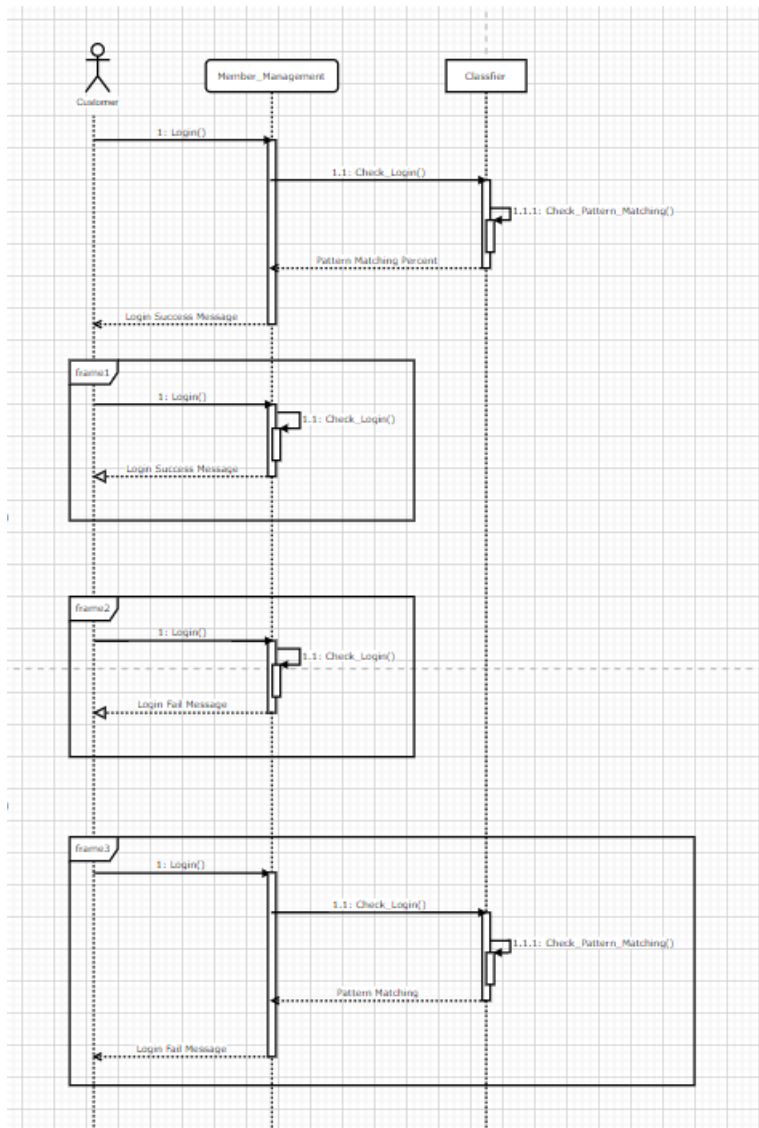 Customer
Member_Management
Classfier
1: Login()
1.1: Check_Login()
1.1.1: Check_Pattern_Matching()
Pattern Matching Percent
Login Success Message
frame1
1: Login()
1.1: Check_Login()
Login Success Message
frame2
1: Login()
1.1: Check_Login()
Login Fail Message
frame3
1: Login()
1.1: Check_Login()
1.1.1: Check_Pattern_Matching()
Pattern Matching
Login Fail Message